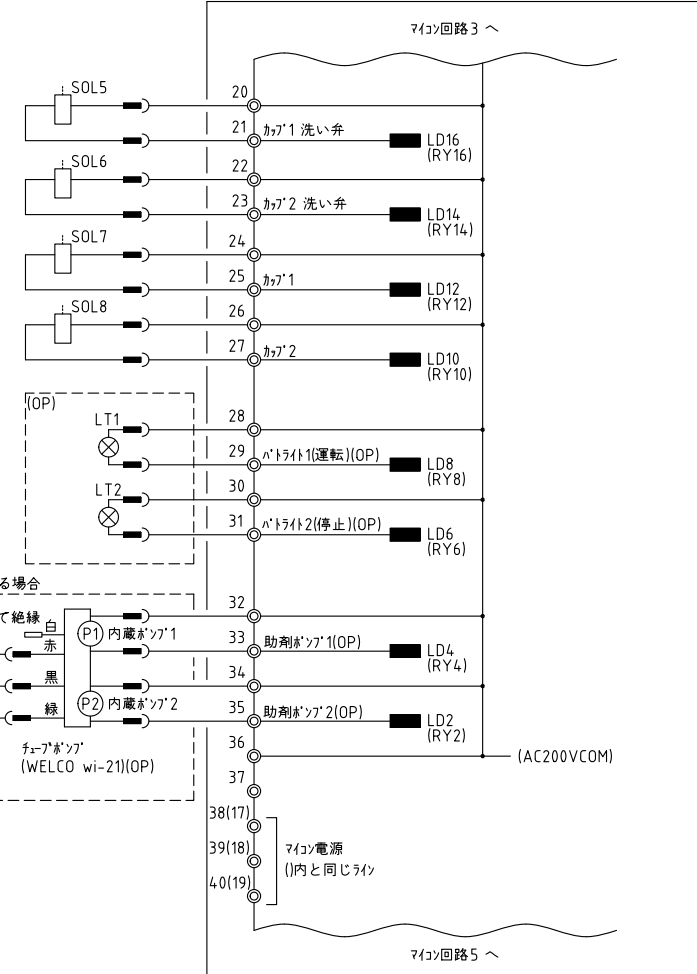 ﾏｲｺﾝ回路3 へ
SOL5
20
21 ｶｯﾌﾟ1 洗い弁
LD16
(RY16)
SOL6
22
23 ｶｯﾌﾟ2 洗い弁
LD14
(RY14)
SOL7
24
25 ｶｯﾌﾟ1
LD12
(RY12)
SOL8
26
27 ｶｯﾌﾟ2
LD10
(RY10)
(OP)
LT1
28
29 ﾊﾟﾄﾗｲﾄ1(運転)(OP)
LD8
(RY8)
LT2
30
31 ﾊﾟﾄﾗｲﾄ2(停止)(OP)
LD6
(RY6)
る場合
て絶縁
白
赤
黒
緑
P1 内蔵ﾎﾟﾝﾌﾟ1
P2 内蔵ﾎﾟﾝﾌﾟ2
ﾁｭｰﾌﾞﾎﾟﾝﾌﾟ
(WELCO wi-21)(OP)
32
33 助剤ﾎﾟﾝﾌﾟ1(OP)
LD4
(RY4)
34
35 助剤ﾎﾟﾝﾌﾟ2(OP)
LD2
(RY2)
36
(AC200VCOM)
37
38(17)
39(18)
40(19)
ﾏｲｺﾝ電源
()内と同じﾗｲﾝ
ﾏｲｺﾝ回路5 へ